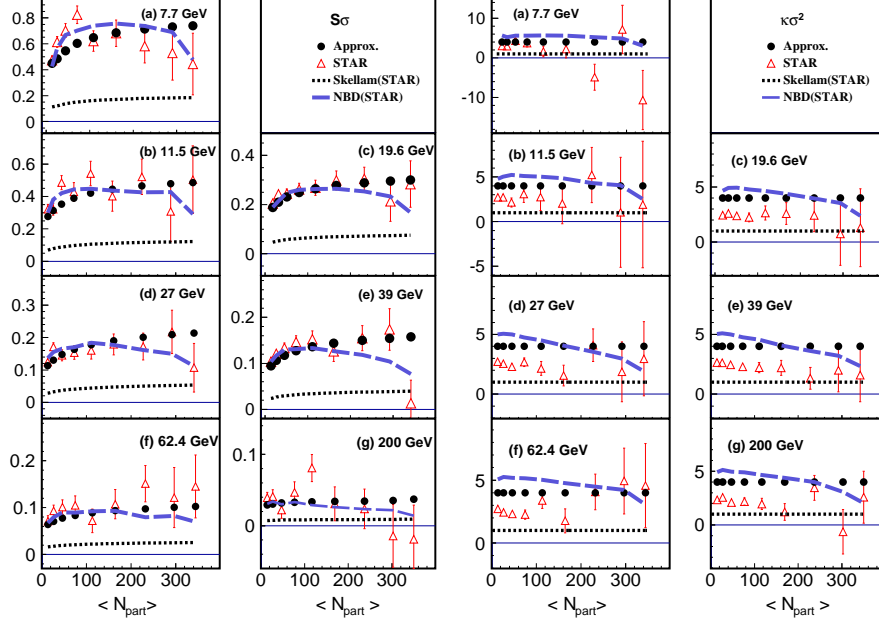 (a) 7.7 GeV
0.8
0.6
0.4
0.2
0
Sσ
Approx.
STAR
Skellam(STAR)
NBD(STAR)
(a) 7.7 GeV
10
0
-10
κσ²
Approx.
STAR
Skellam(STAR)
NBD(STAR)
(b) 11.5 GeV
0.6
0.4
0.2
0
(c) 19.6 GeV
0.4
0.2
0
(b) 11.5 GeV
5
0
-5
(c) 19.6 GeV
5
0
(d) 27 GeV
0.3
0.2
0.1
0
(e) 39 GeV
0.2
0.1
0
(d) 27 GeV
5
0
(e) 39 GeV
5
0
(f) 62.4 GeV
0.2
0.1
0
0 100 200 300
< N_part >
(g) 200 GeV
0.1
0
0 100 200 300
< N_part >
(f) 62.4 GeV
5
0
0 100 200 300
< N_part >
(g) 200 GeV
5
0
0 100 200 300
< N_part >